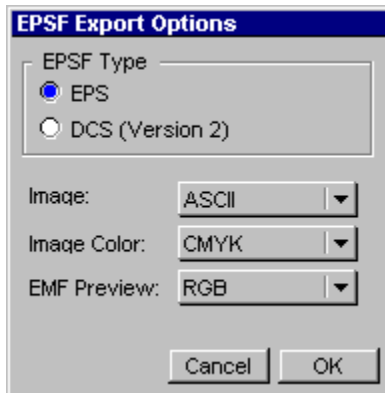 EPSF Export Options
EPSF Type
EPS
DCS (Version 2)
Image: ASCII
Image Color: CMYK
EMF Preview: RGB
Cancel OK